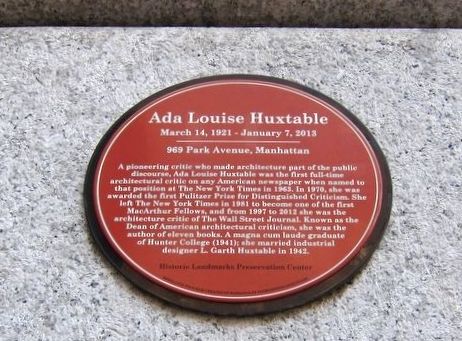 Ada Louise Huxtable
March 14, 1921 - January 7, 2013
969 Park Avenue, Manhattan
A pioneering critic who made architecture part of the public
discourse, Ada Louise Huxtable was the first full-time
architectural critic on any American newspaper when named to
that position at The New York Times in 1963. In 1970, she was
awarded the first Pulitzer Prize for Distinguished Criticism. She
left The New York Times in 1981 to become one of the first
MacArthur Fellows, and from 1997 to 2012 she was the
architecture critic of The Wall Street Journal. Known as the
Dean of American architectural criticism, she was the
author of eleven books. A magna cum laude graduate
of Hunter College (1941); she married industrial
designer L. Garth Huxtable in 1942.
Historic Landmarks Preservation Center